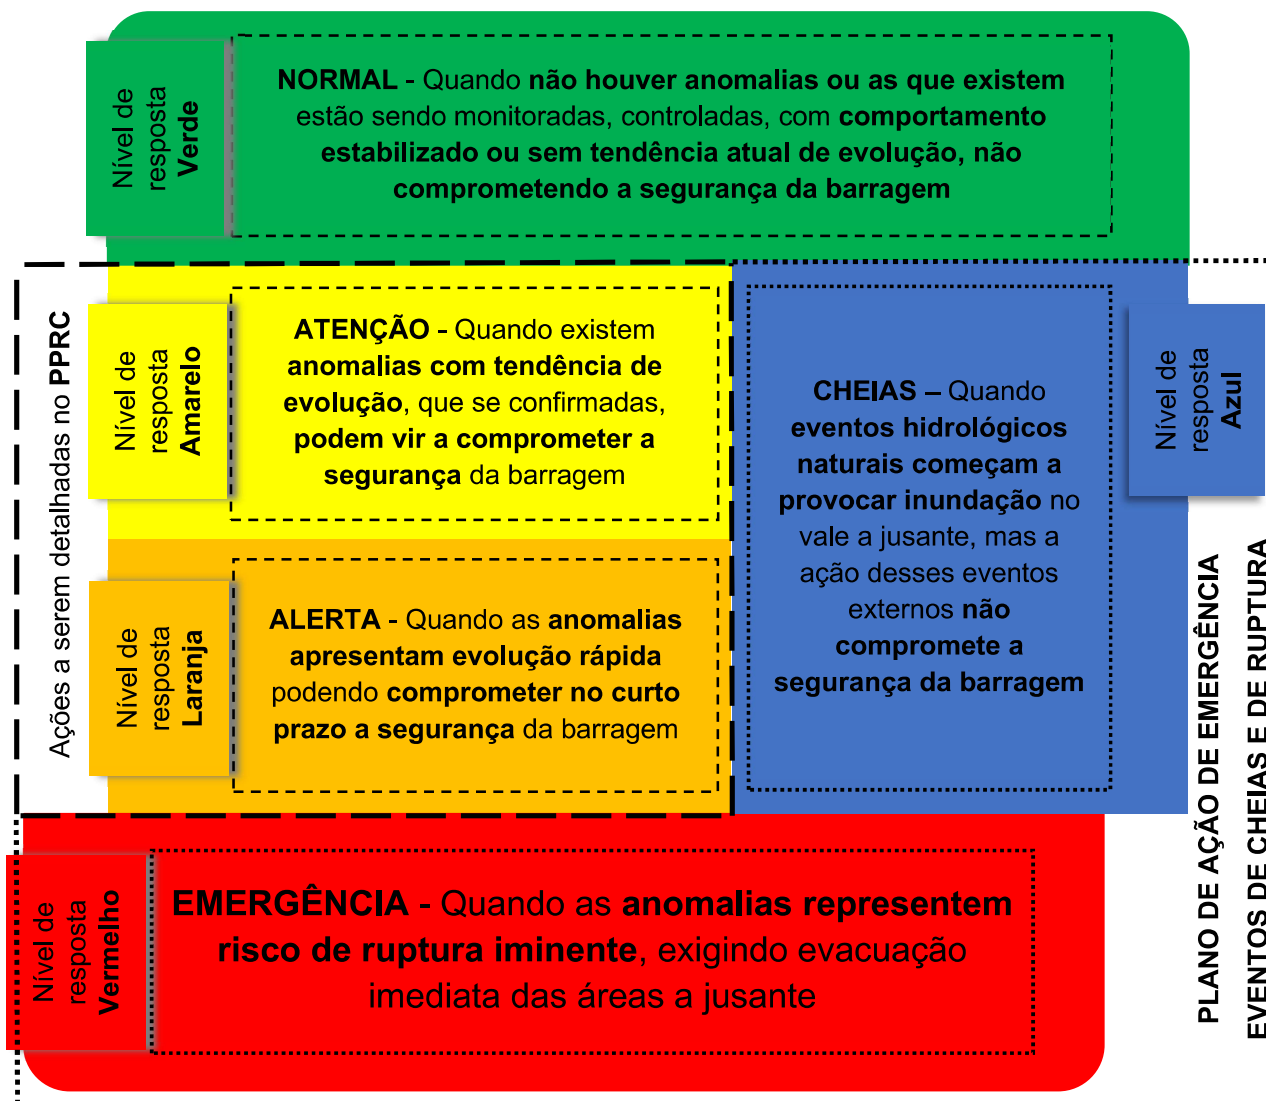 Nível de
resposta
Verde
NORMAL - Quando não houver anomalias ou as que existem
estão sendo monitoradas, controladas, com comportamento
estabilizado ou sem tendência atual de evolução, não
comprometendo a segurança da barragem
Ações a serem detalhadas no PPRC
Nível de
resposta
Amarelo
ATENÇÃO - Quando existem
anomalias com tendência de
evolução, que se confirmadas,
podem vir a comprometer a
segurança da barragem
Nível de
resposta
Laranja
ALERTA - Quando as anomalias
apresentam evolução rápida
podendo comprometer no curto
prazo a segurança da barragem
CHEIAS – Quando
eventos hidrológicos
naturais começam a
provocar inundação no
vale a jusante, mas a
ação desses eventos
externos não
compromete a
segurança da barragem
Nível de
resposta
Azul
PLANO DE AÇÃO DE EMERGÊNCIA
EVENTOS DE CHEIAS E DE RUPTURA
Nível de
resposta
Vermelho
EMERGÊNCIA - Quando as anomalias representem
risco de ruptura iminente, exigindo evacuação
imediata das áreas a jusante